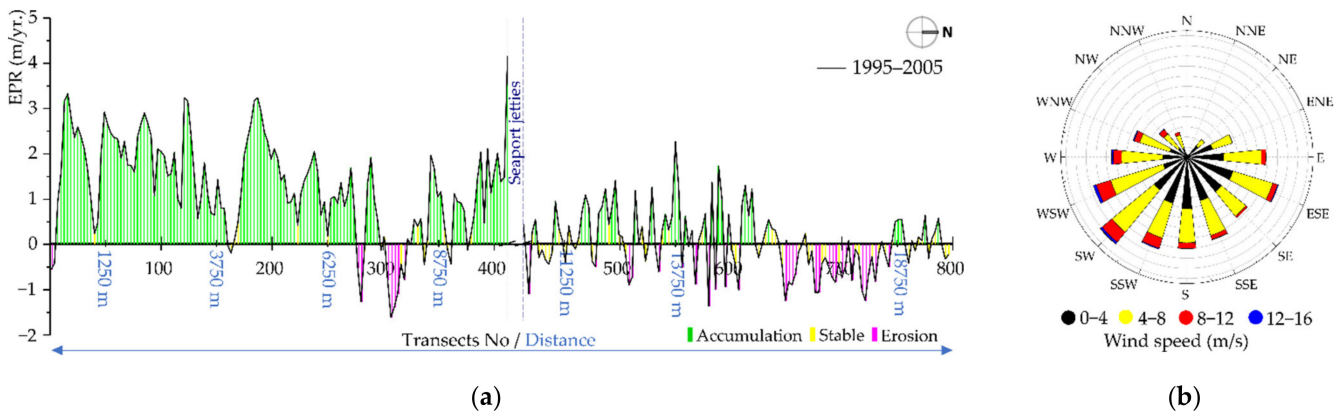 EPR (m/yr.)
5
4
3
2
1
0
−1
−2
N
1995–2005
Seaport jetties
100
200
300
400
500
600
700
800
1250 m
3750 m
6250 m
8750 m
11250 m
13750 m
18750 m
Accumulation
Stable
Erosion
Transects No / Distance
(a)
N
NNE
NE
ENE
E
ESE
SE
SSE
S
SSW
SW
WSW
W
WNW
NW
NNW
0–4
4–8
8–12
12–16
Wind speed (m/s)
(b)